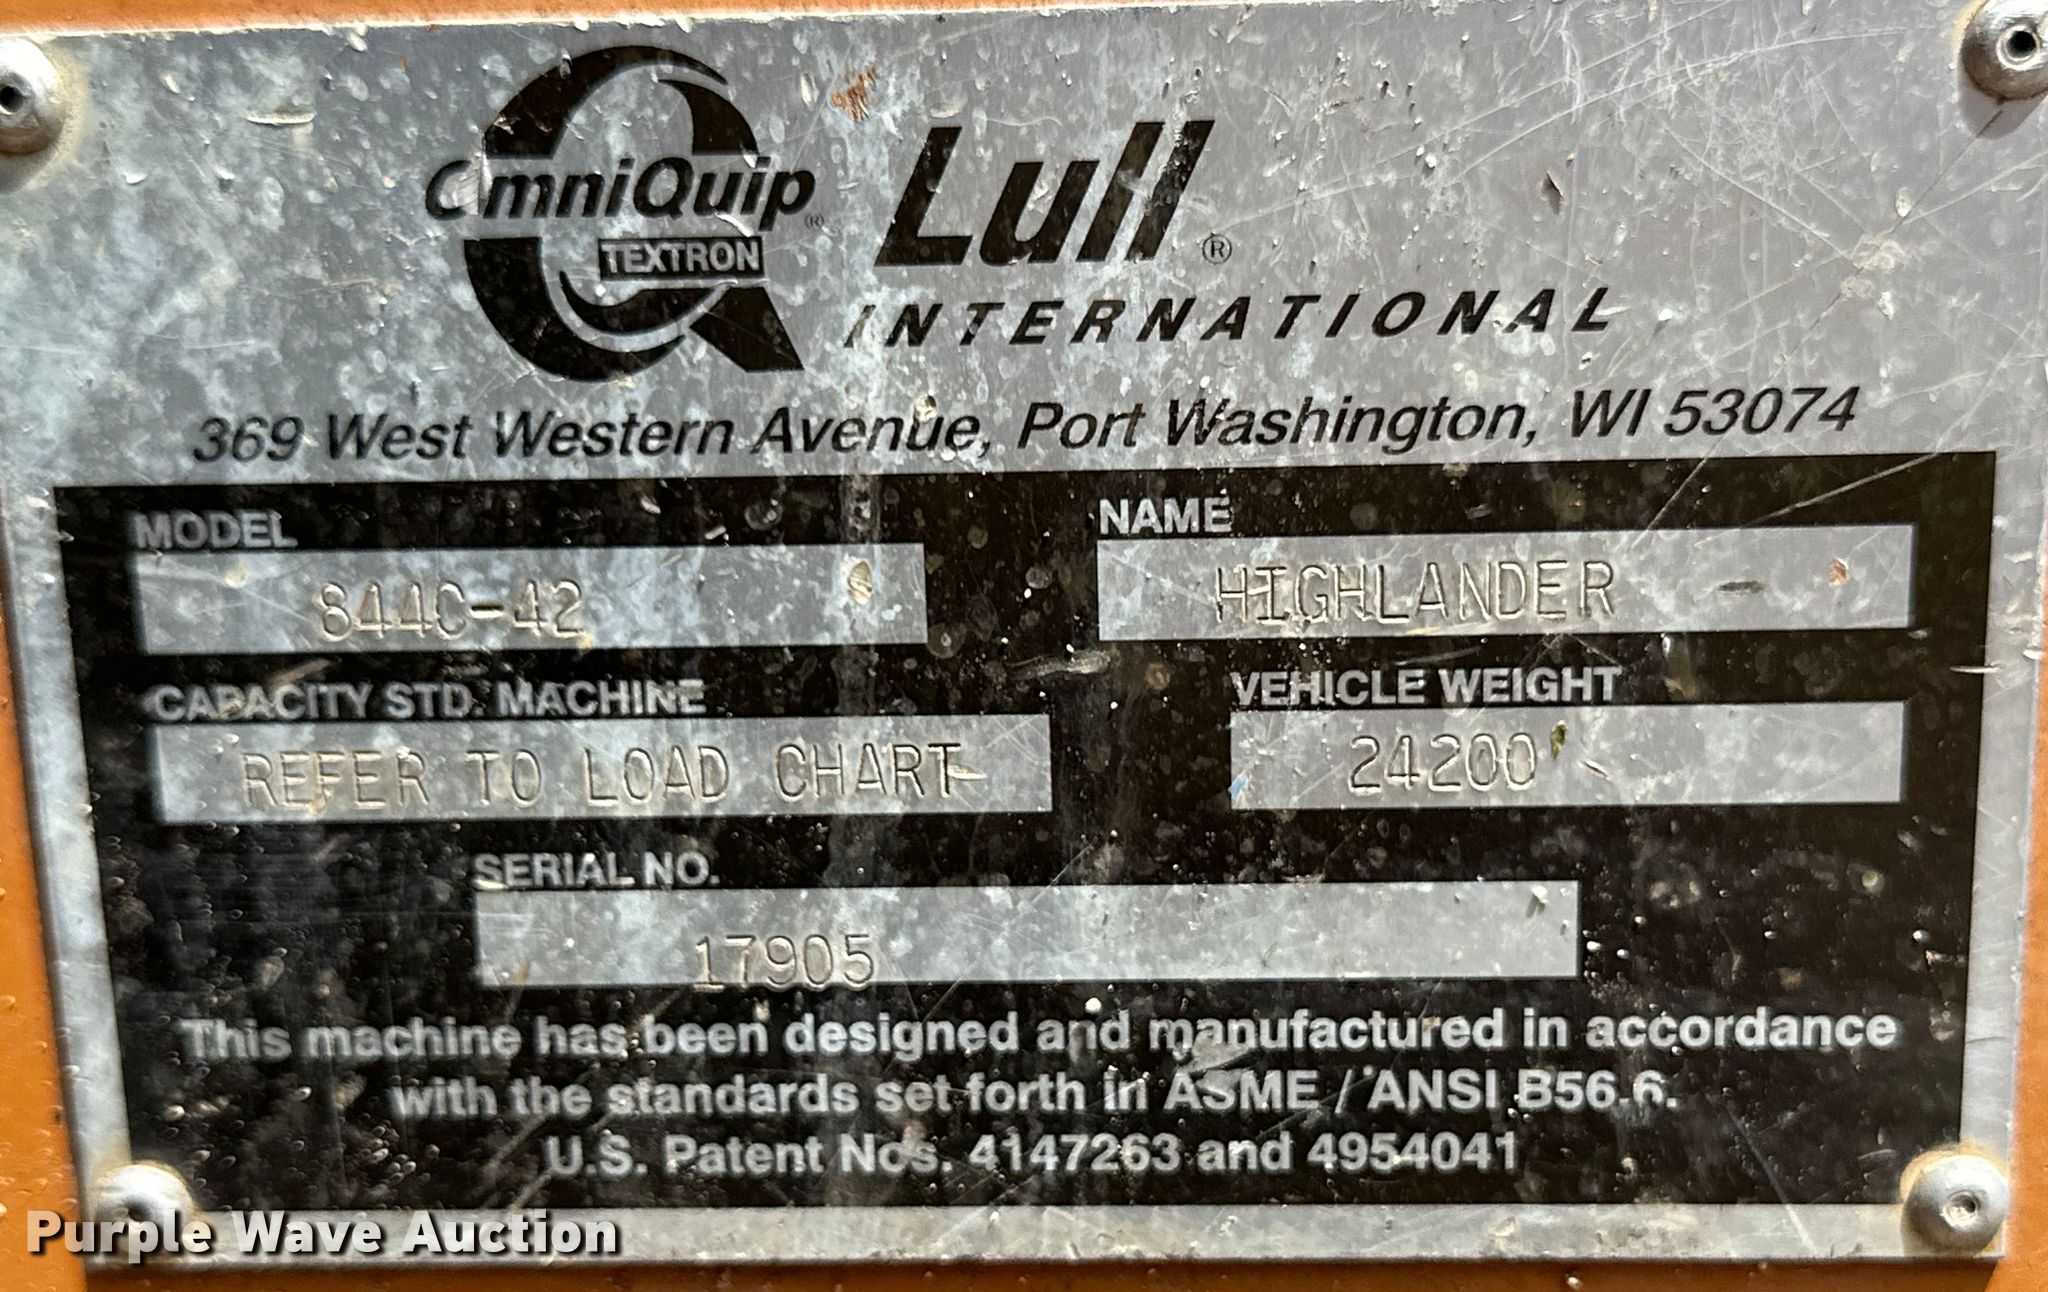 OmniQuip®
TEXTRON
Lull®
INTERNATIONAL
369 West Western Avenue, Port Washington, WI 53074
MODEL
844C-42
NAME
HIGHLANDER
CAPACITY STD. MACHINE
REFER TO LOAD CHART
VEHICLE WEIGHT
24200
SERIAL NO.
17905
This machine has been designed and manufactured in accordance
with the standards set forth in ASME / ANSI B56.6.
U.S. Patent Nos. 4147263 and 4954041
Purple Wave Auction